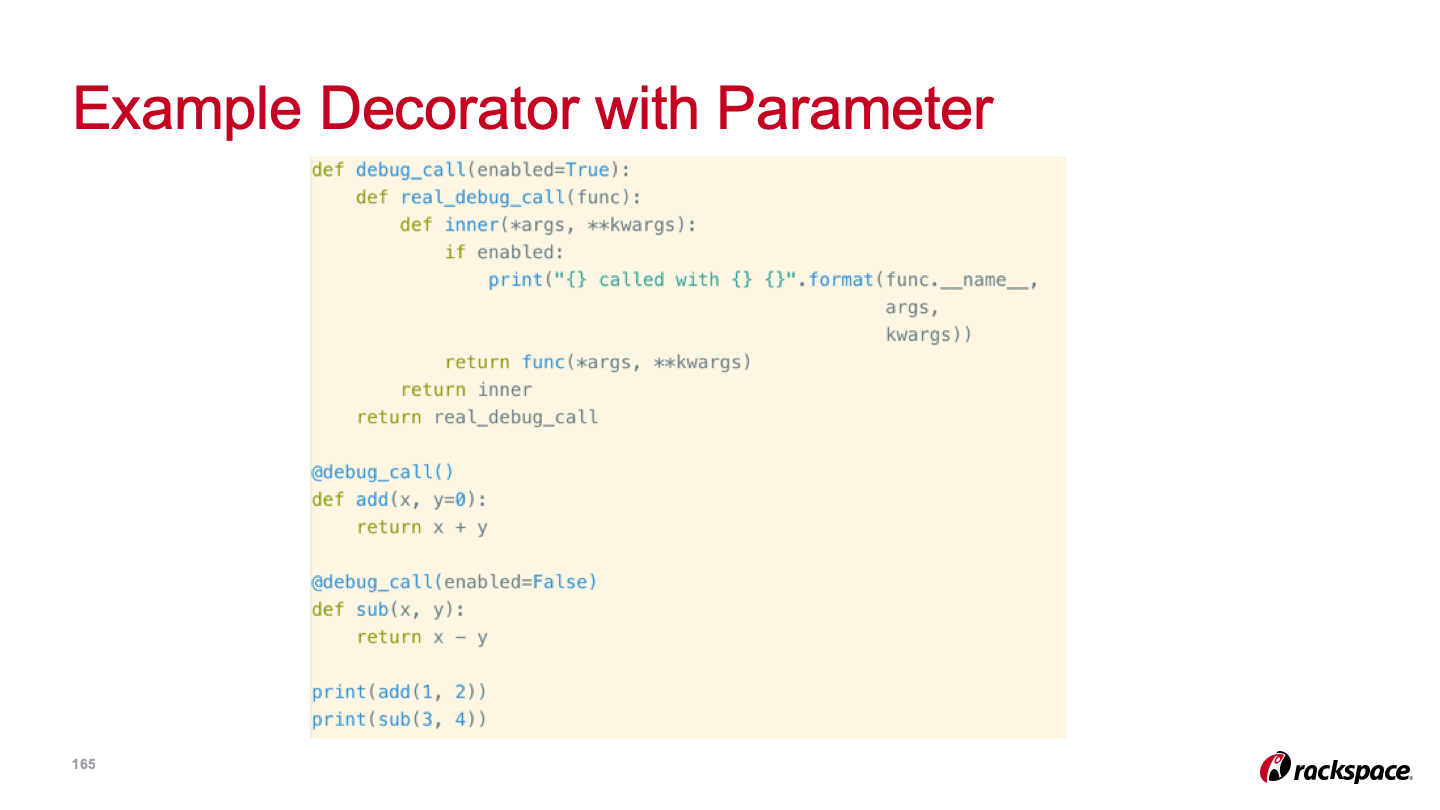 Example Decorator with Parameter
def debug_call(enabled=True):
    def real_debug_call(func):
        def inner(*args, **kwargs):
            if enabled:
                print("{} called with {} {}".format(func.__name__,
                                                    args,
                                                    kwargs))
            return func(*args, **kwargs)
        return inner
    return real_debug_call
@debug_call()
def add(x, y=0):
    return x + y
@debug_call(enabled=False)
def sub(x, y):
    return x - y
print(add(1, 2))
print(sub(3, 4))
165
rackspace.